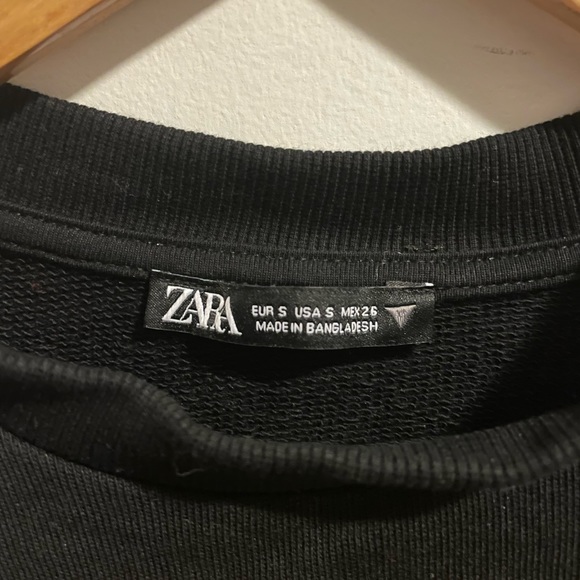 ZARA
EUR S USA S MEX 26
MADE IN BANGLADESH